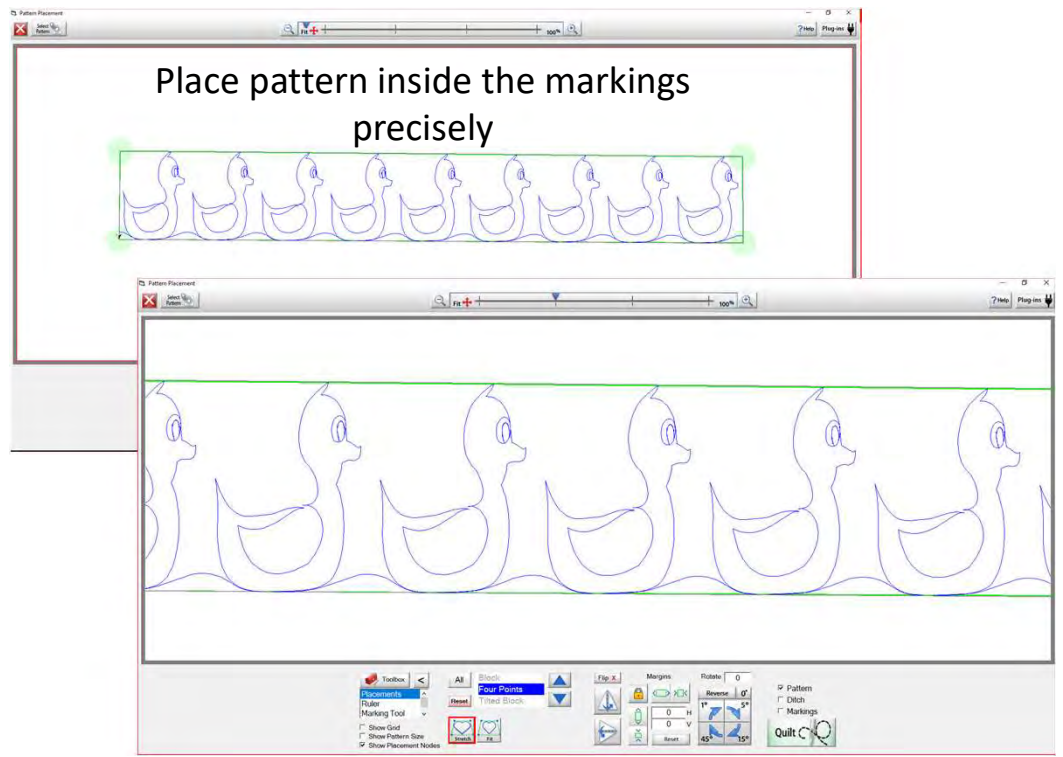 Pattern Placement
Select Pattern
Fit
100%
?Help
Plug-ins
Place pattern inside the markings
precisely
Pattern Placement
Select Pattern
Fit
100%
?Help
Plug-ins
Toolbox
<
Placements
Ruler
Marking Tool
Show Grid
Show Pattern Size
Show Placement Nodes
All
Reset
Block
Four Points
Tilted Block
Stretch
Fit
Flip X
Margins
0 H
0 V
Reset
Rotate 0
Reverse 0°
1° 5°
45° 15°
Pattern
Ditch
Markings
Quilt